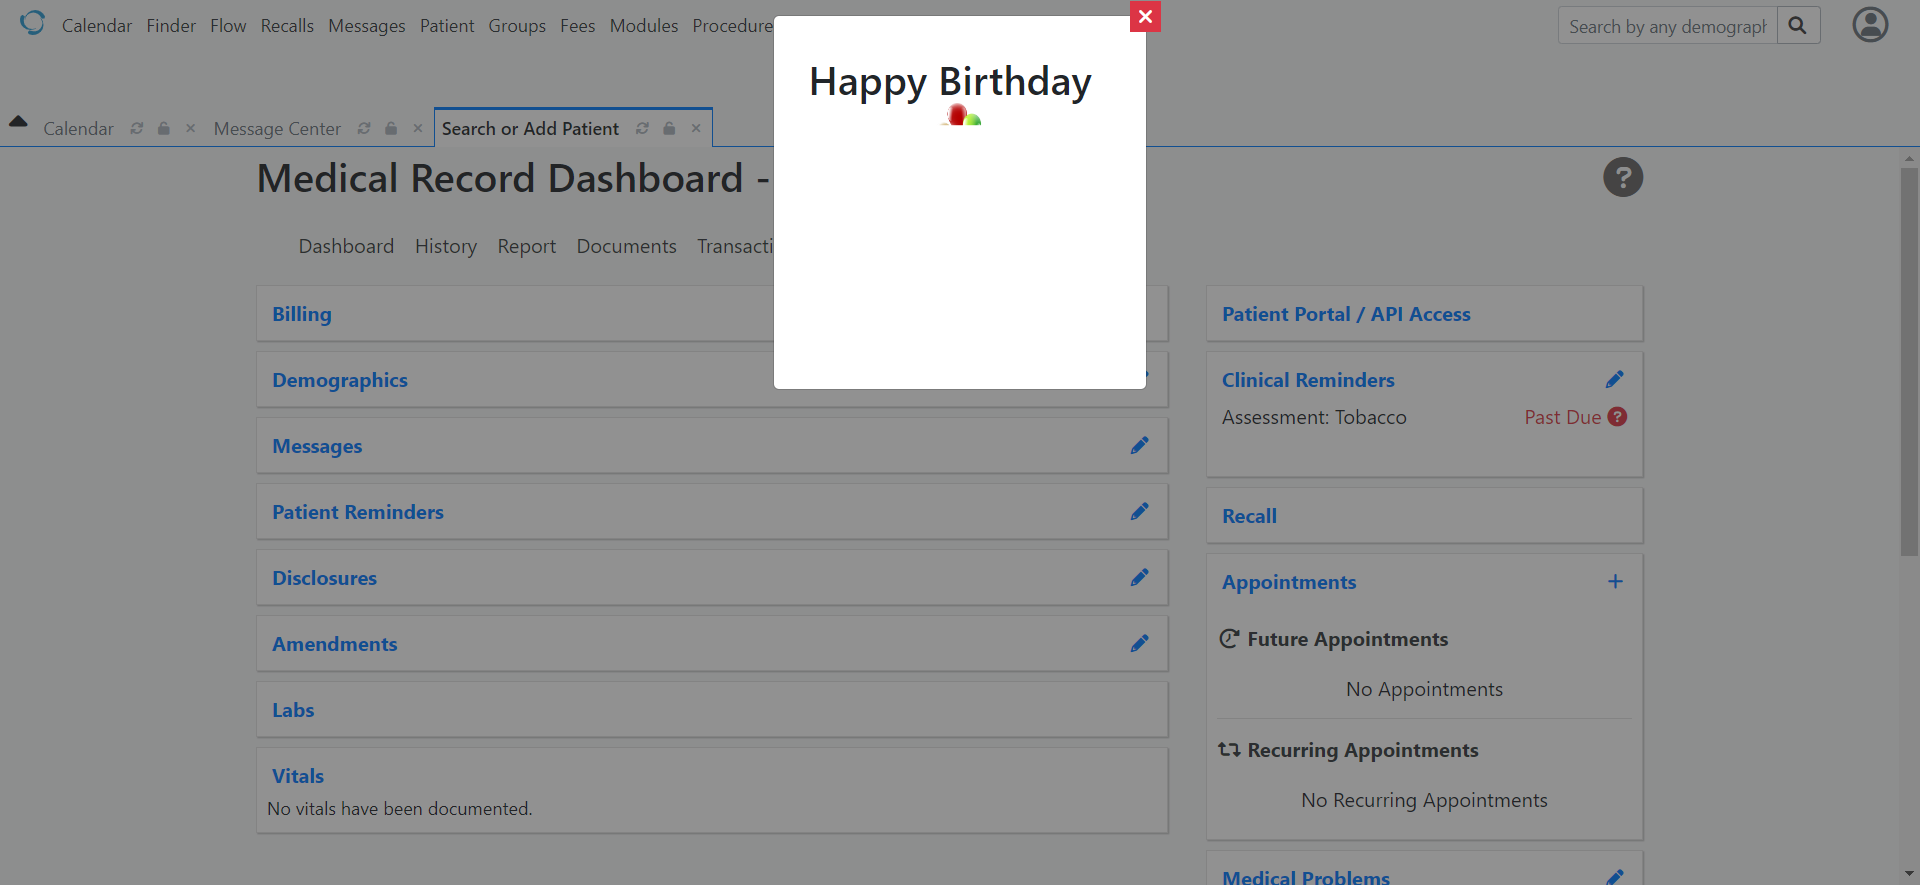 Calendar Finder Flow Recalls Messages Patient Groups Fees Modules Procedure
Search by any demograph
Happy Birthday
Calendar Message Center Search or Add Patient
Medical Record Dashboard -
Dashboard History Report Documents Transacti
Billing
Demographics
Messages
Patient Reminders
Disclosures
Amendments
Labs
Vitals
No vitals have been documented.
Patient Portal / API Access
Clinical Reminders
Assessment: Tobacco Past Due
Recall
Appointments
Future Appointments
No Appointments
Recurring Appointments
No Recurring Appointments
Medical Problems